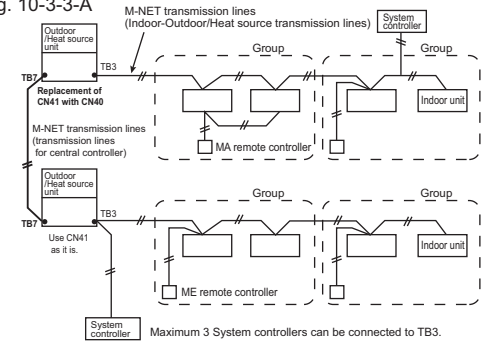 g. 10-3-3-A
M-NET transmission lines
(Indoor-Outdoor/Heat source transmission lines)
System
controller
Outdoor
/Heat source
unit
Group
Group
TB7
TB3
Replacement of
CN41 with CN40
Indoor unit
M-NET transmission lines
(transmission lines
for central controller)
MA remote controller
Outdoor
/Heat source
unit
Group
Group
TB3
TB7
Use CN41
as it is.
Indoor unit
ME remote controller
System
controller
Maximum 3 System controllers can be connected to TB3.